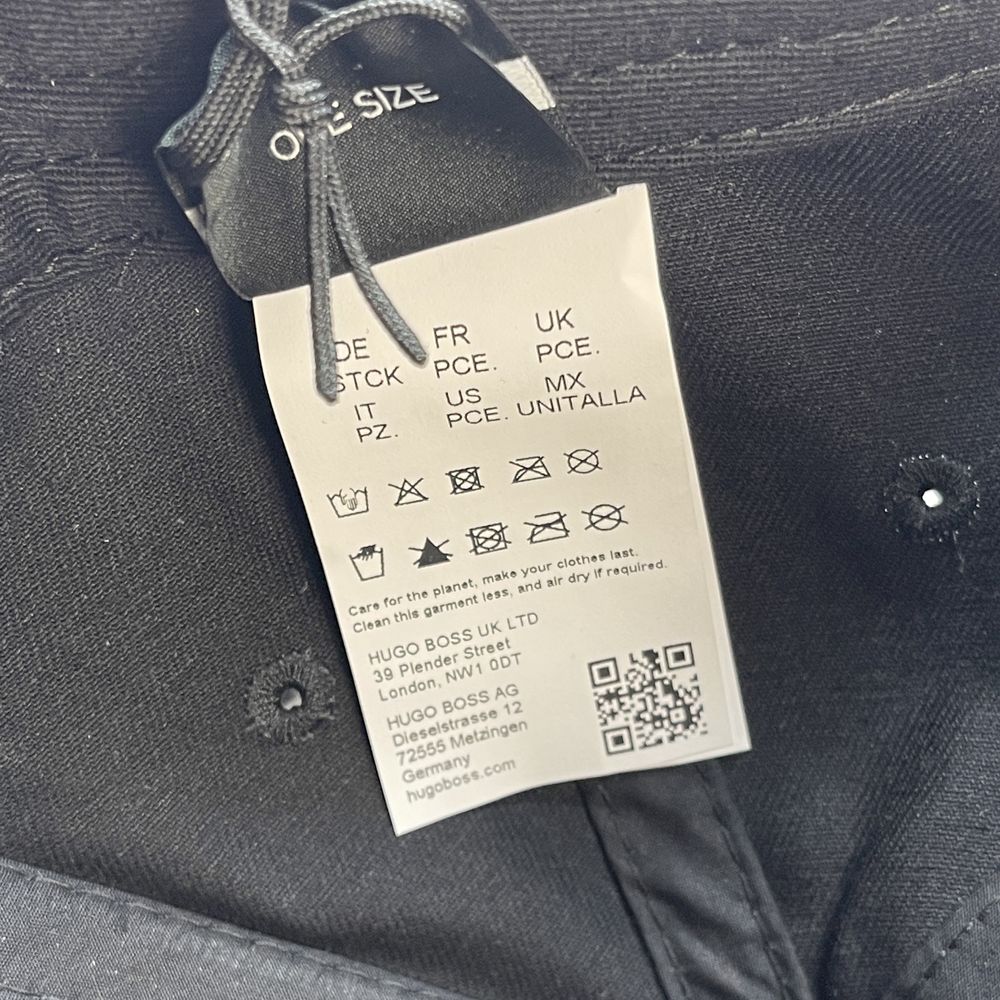 ONE SIZE
DE FR UK
STCK PCE. PCE.
IT US MX
PZ. PCE. UNITALLA
Care for the planet, make your clothes last.
Clean this garment less, and air dry if required.
HUGO BOSS UK LTD
39 Plender Street
London, NW1 0DT
HUGO BOSS AG
Dieselstrasse 12
72555 Metzingen
Germany
hugoboss.com